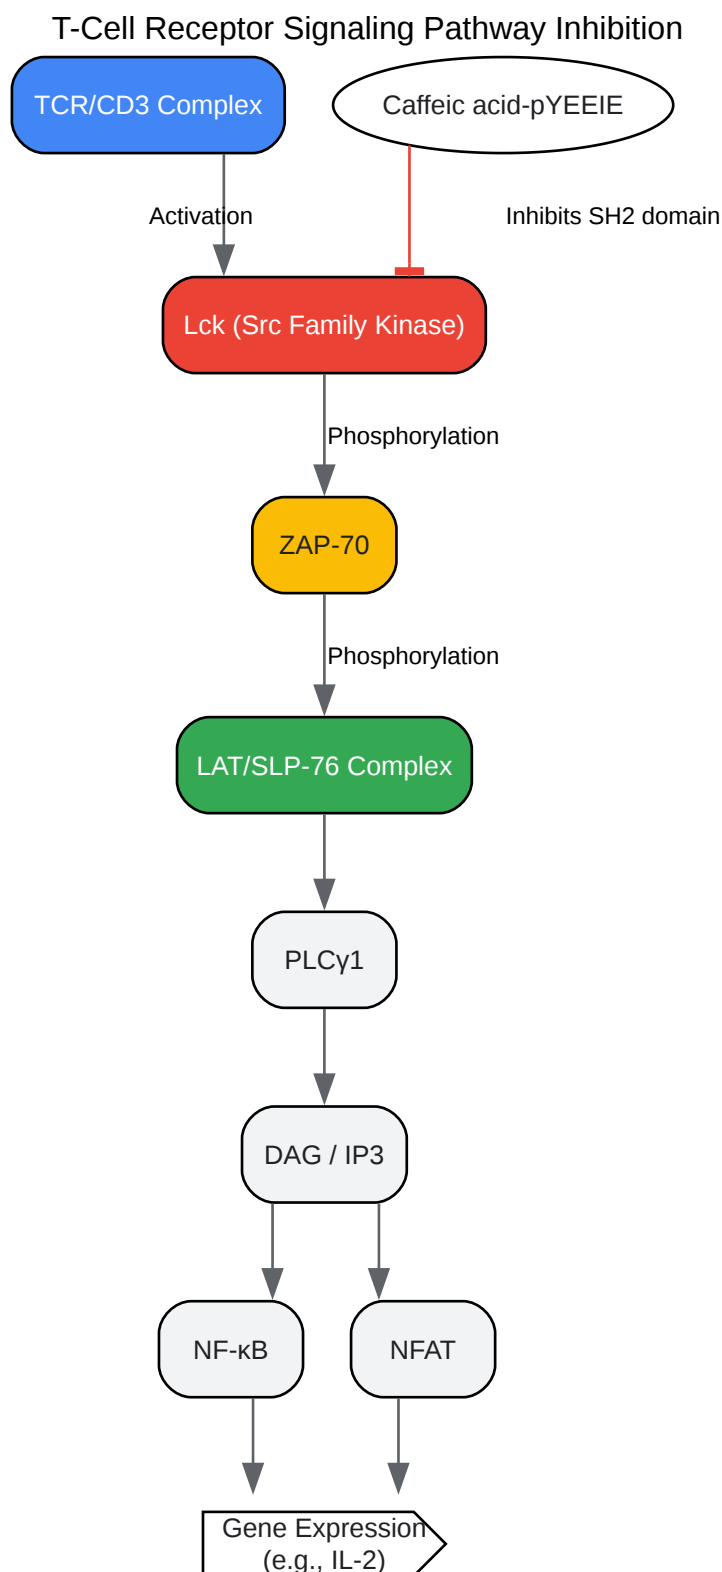 T-Cell Receptor Signaling Pathway Inhibition
TCR/CD3 Complex
Caffeic acid-pYEEIE
Activation
Inhibits SH2 domain
Lck (Src Family Kinase)
Phosphorylation
ZAP-70
Phosphorylation
LAT/SLP-76 Complex
PLCγ1
DAG / IP3
NF-κB
NFAT
Gene Expression
(e.g., IL-2)